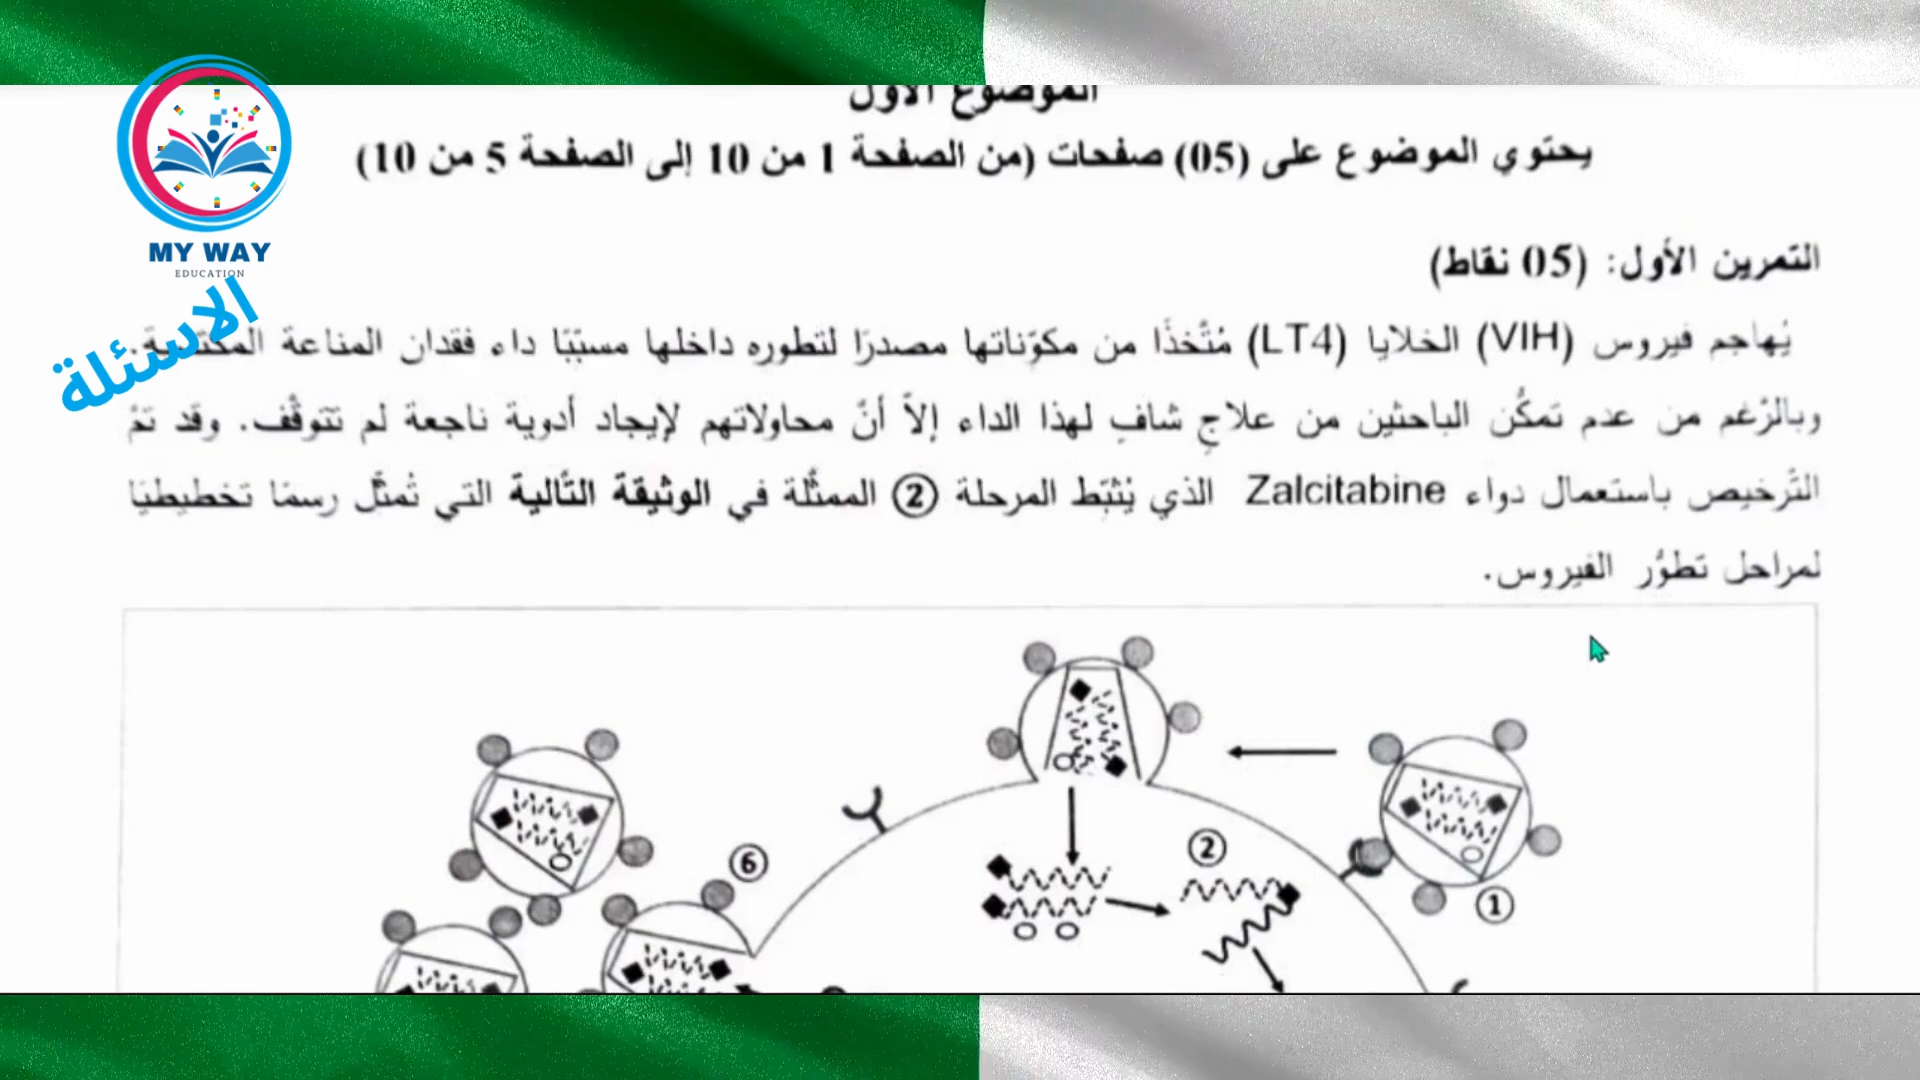 الموضوع الأول
يحتوي الموضوع على (05) صفحات (من الصفحة 1 من 10 إلى الصفحة 5 من 10)
MY WAY
EDUCATION
الاسئلة
التمرين الأول: (05 نقاط)
يُهاجم فيروس (VIH) الخلايا (LT4) مُتَّخذًا من مكوّناتها مصدرًا لتطوره داخلها مسبّبًا داء فقدان المناعة المكتسبة.
وبالرّغم من عدم تمكُّن الباحثين من علاجٍ شافٍ لهذا الداء إلاّ أنّ محاولاتهم لإيجاد أدوية ناجعة لم تتوقَّف. وقد تمّ
التّرخيص باستعمال دواء Zalcitabine الذي يُثبّط المرحلة ② الممثَّلة في الوثيقة التّالية التي تُمثّل رسمًا تخطيطيًا
لمراحل تطوُّر الفيروس.
⑥
②
①